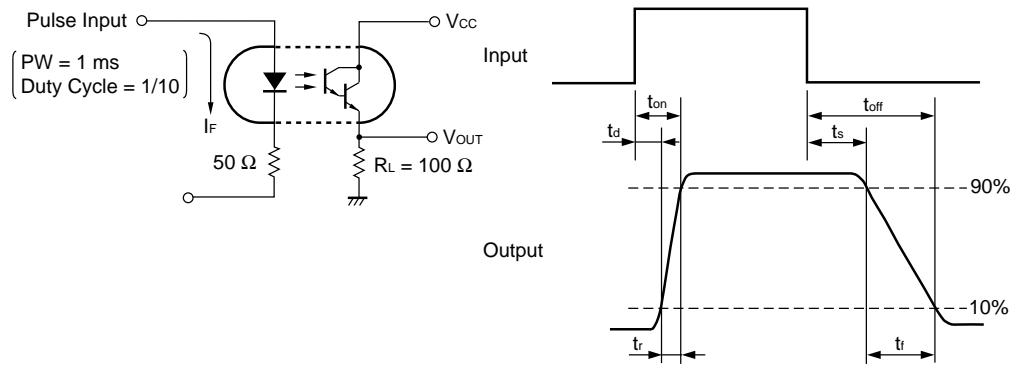 Pulse Input
PW = 1 ms
Duty Cycle = 1/10
IF
50 Ω
VCC
VOUT
RL = 100 Ω
Input
ton
toff
td
ts
90%
Output
10%
tr
tf